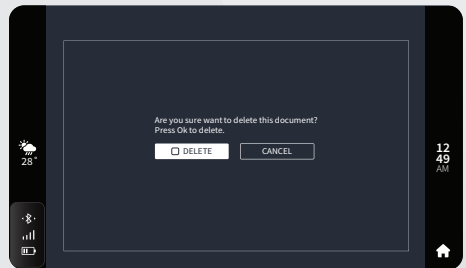 28°
Are you sure want to delete this document?
Press Ok to delete.
DELETE
CANCEL
12
49
AM